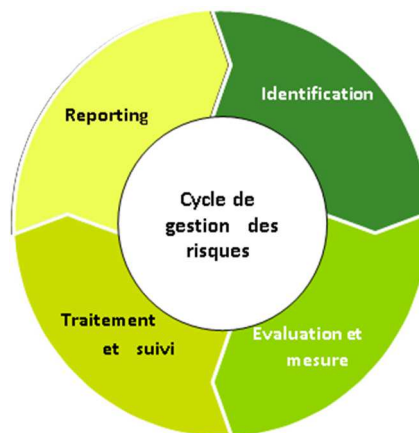 Reporting
Identification
Cycle de
gestion des
risques
Traitement
et suivi
Evaluation et
mesure